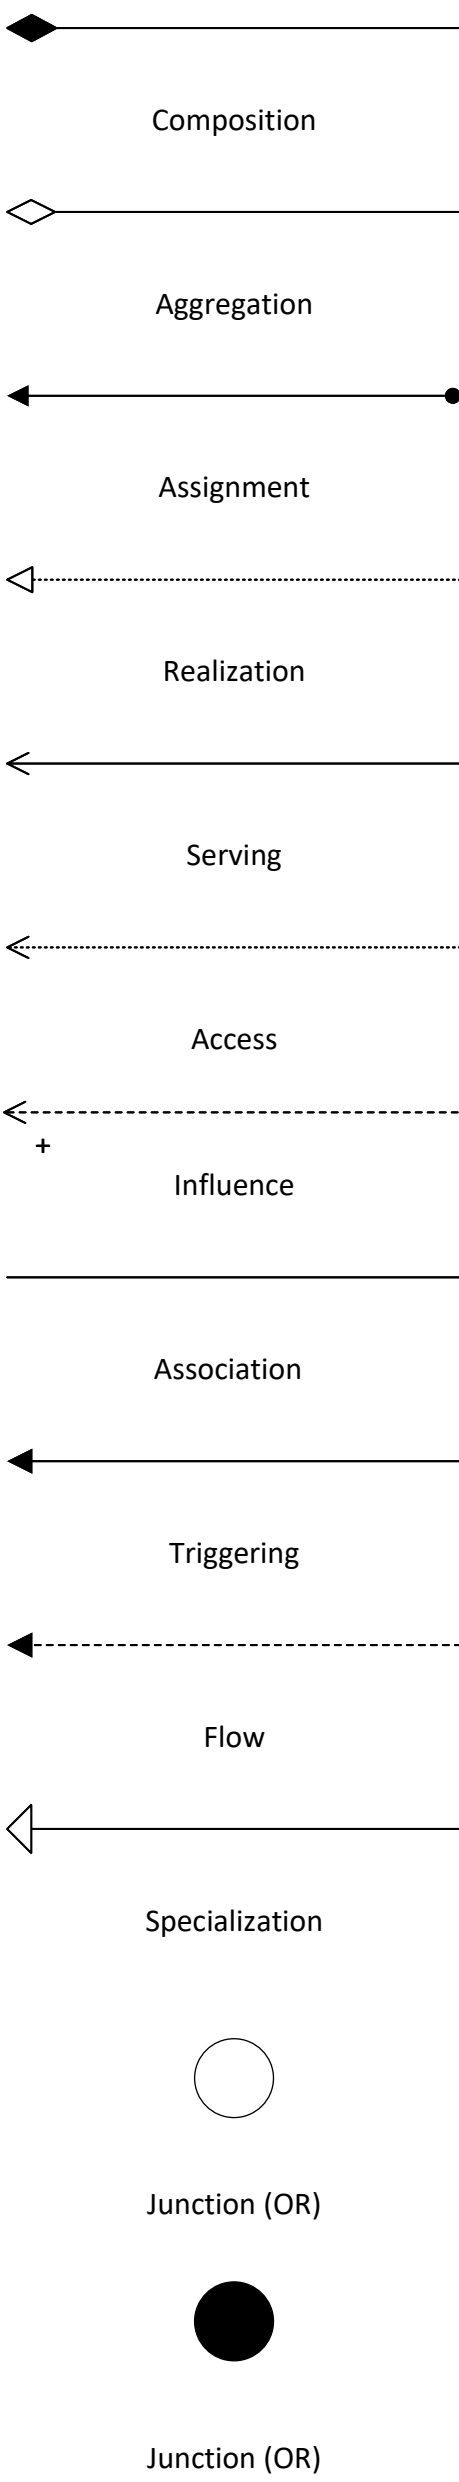 Composition
Aggregation
Assignment
Realization
Serving
Access
+
Influence
Association
Triggering
Flow
Specialization
Junction (OR)
Junction (OR)